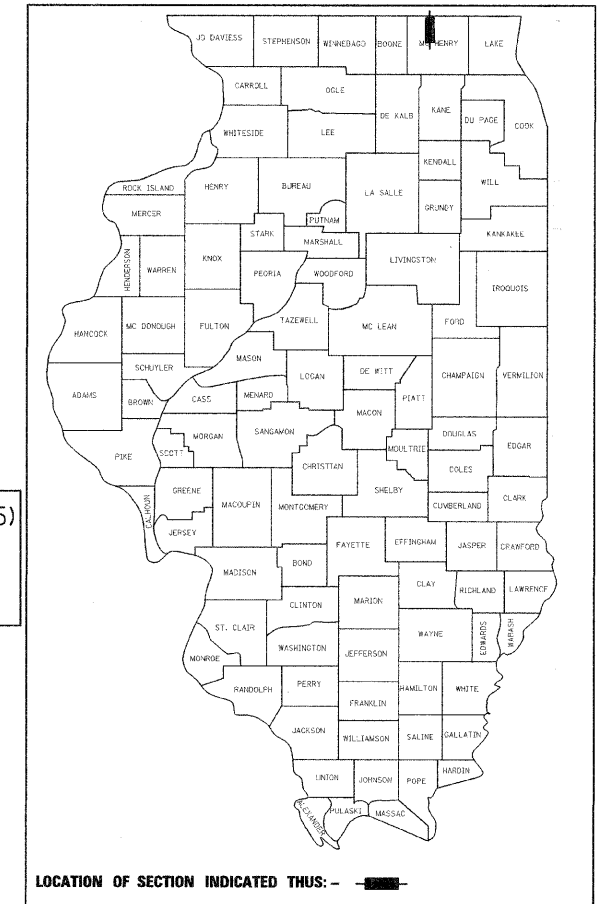 JO DAVIESS
STEPHENSON
WINNEBAGO
BOONE
MCHENRY
LAKE
CARROLL
OGLE
DE KALB
KANE
DU PAGE
COOK
WHITESIDE
LEE
KENDALL
WILL
ROCK ISLAND
HENRY
BUREAU
LA SALLE
GRUNDY
MERCER
PUTNAM
STARK
MARSHALL
KANKAKEE
HENDERSON
WARREN
KNOX
PEORIA
WOODFORD
LIVINGSTON
IROQUOIS
HANCOCK
MC DONOUGH
FULTON
TAZEWELL
MC LEAN
FORD
MASON
SCHUYLER
LOGAN
DE WITT
CHAMPAIGN
VERMILION
ADAMS
BROWN
CASS
MENARD
PIATT
MACON
MORGAN
SANGAMON
DOUGLAS
EDGAR
PIKE
SCOTT
MOULTRIE
CHRISTIAN
COLES
SHELBY
GREENE
MACOUPIN
MONTGOMERY
CUMBERLAND
CLARK
CALHOUN
5)
JERSEY
FAYETTE
EFFINGHAM
JASPER
CRAWFORD
BOND
MADISON
CLAY
RICHLAND
LAWRENCE
CLINTON
MARION
ST. CLAIR
WAYNE
EDWARDS
WABASH
WASHINGTON
JEFFERSON
MONROE
RANDOLPH
PERRY
HAMILTON
WHITE
FRANKLIN
JACKSON
WILLIAMSON
SALINE
GALLATIN
UNION
JOHNSON
POPE
HARDIN
ALEXANDER
PULASKI
MASSAC
LOCATION OF SECTION INDICATED THUS: -